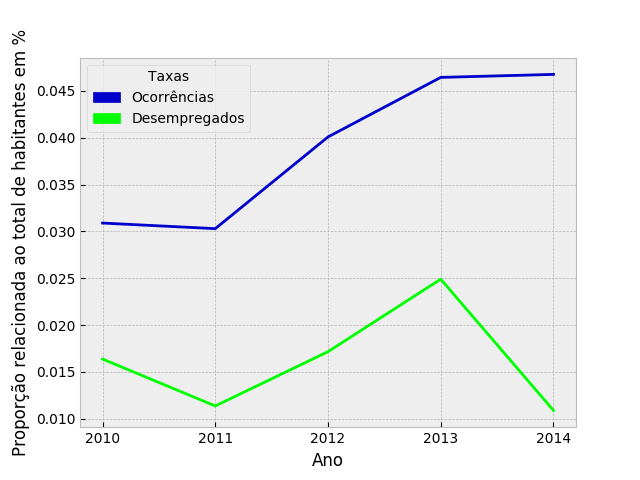 Proporção relacionada ao total de habitantes em %
Taxas
Ocorrências
Desempregados
0.045
0.040
0.035
0.030
0.025
0.020
0.015
0.010
2010 2011 2012 2013 2014
Ano